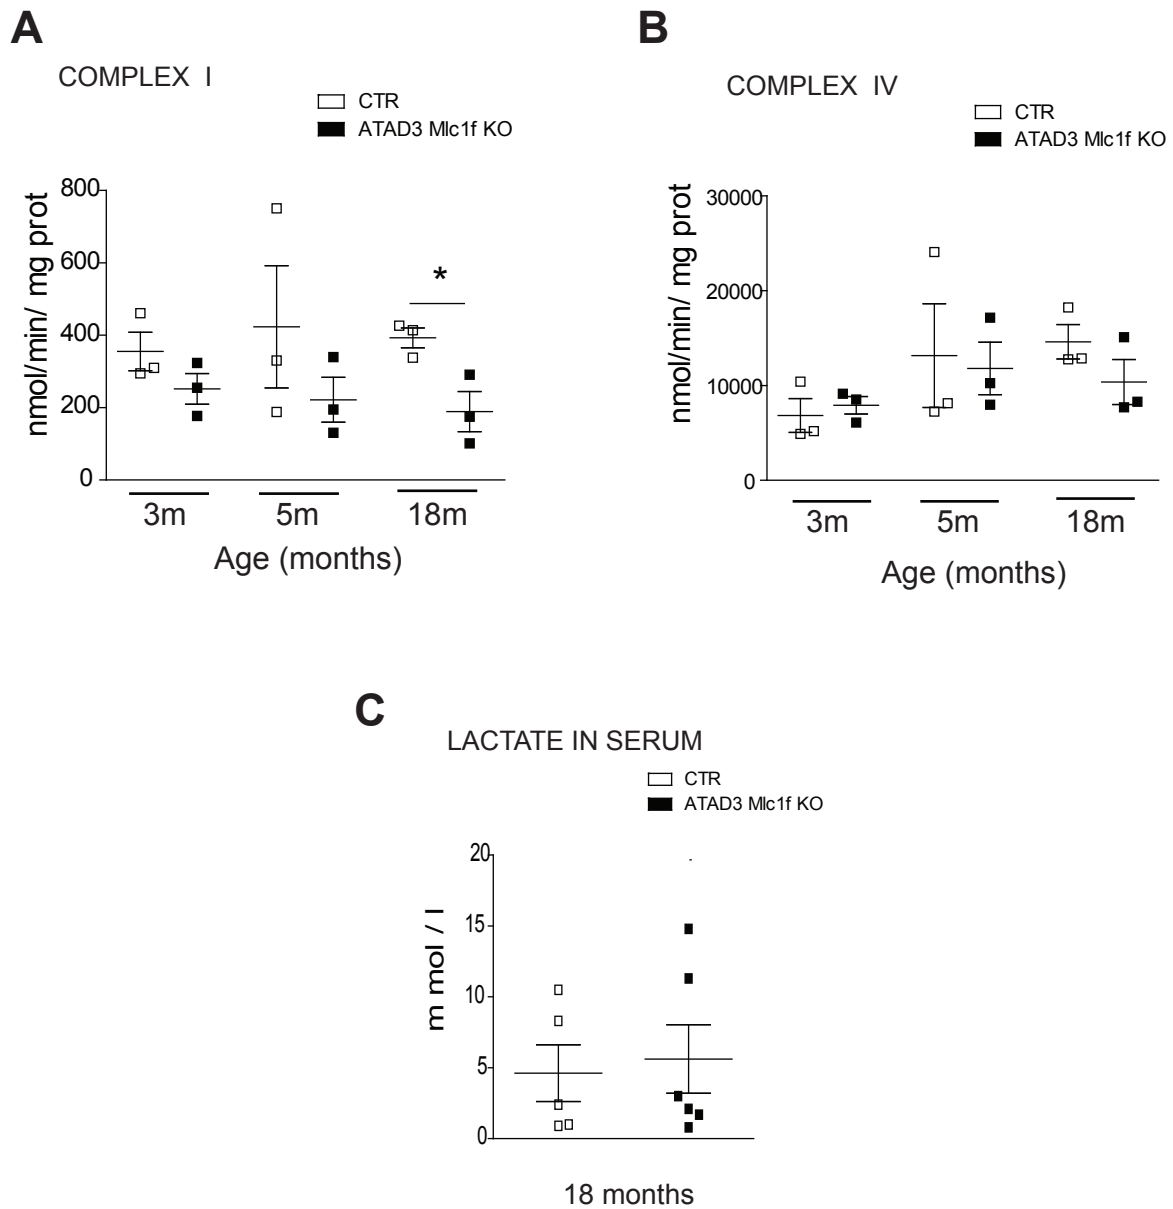 A
COMPLEX I
CTR
ATAD3 Mlc1f KO
nmol/min/ mg prot
800
600
400
200
0
*
3m
5m
18m
Age (months)
B
COMPLEX IV
CTR
ATAD3 Mlc1f KO
nmol/min/ mg prot
30000
20000
10000
0
3m
5m
18m
Age (months)
C
LACTATE IN SERUM
CTR
ATAD3 Mlc1f KO
m mol / l
20
15
10
5
0
18 months